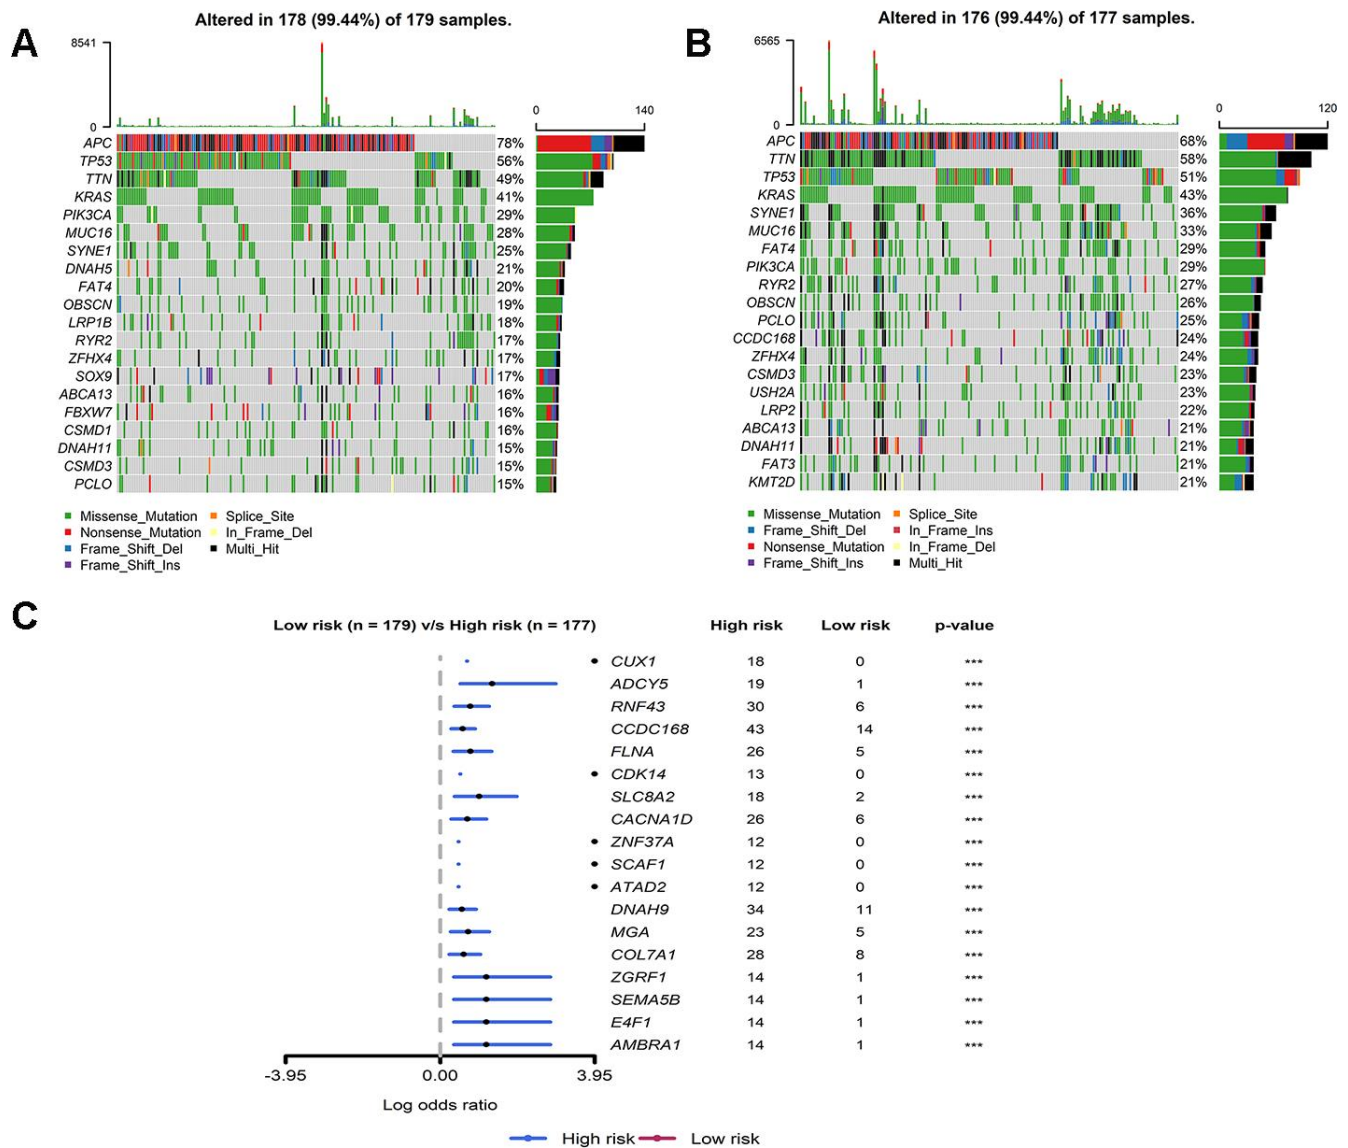 A
Altered in 178 (99.44%) of 179 samples.
8541
0
0 140
APC 78%
TP53 56%
TTN 49%
KRAS 41%
PIK3CA 29%
MUC16 28%
SYNE1 25%
DNAH5 21%
FAT4 20%
OBSCN 19%
LRP1B 18%
RYR2 17%
ZFHX4 17%
SOX9 17%
ABCA13 16%
FBXW7 16%
CSMD1 16%
DNAH11 15%
CSMD3 15%
PCLO 15%
Missense_Mutation Splice_Site
Nonsense_Mutation In_Frame_Del
Frame_Shift_Del Multi_Hit
Frame_Shift_Ins
B
Altered in 176 (99.44%) of 177 samples.
6565
0
0 120
APC 68%
TTN 58%
TP53 51%
KRAS 43%
SYNE1 36%
MUC16 33%
FAT4 29%
PIK3CA 29%
RYR2 27%
OBSCN 26%
PCLO 25%
CCDC168 24%
ZFHX4 24%
CSMD3 23%
USH2A 23%
LRP2 22%
ABCA13 21%
DNAH11 21%
FAT3 21%
KMT2D 21%
Missense_Mutation Splice_Site
Frame_Shift_Del In_Frame_Ins
Nonsense_Mutation In_Frame_Del
Frame_Shift_Ins Multi_Hit
C
Low risk (n = 179) v/s High risk (n = 177) High risk Low risk p-value
CUX1 18 0 ***
ADCY5 19 1 ***
RNF43 30 6 ***
CCDC168 43 14 ***
FLNA 26 5 ***
CDK14 13 0 ***
SLC8A2 18 2 ***
CACNA1D 26 6 ***
ZNF37A 12 0 ***
SCAF1 12 0 ***
ATAD2 12 0 ***
DNAH9 34 11 ***
MGA 23 5 ***
COL7A1 28 8 ***
ZGRF1 14 1 ***
SEMA5B 14 1 ***
E4F1 14 1 ***
AMBRA1 14 1 ***
-3.95 0.00 3.95
Log odds ratio
High risk Low risk